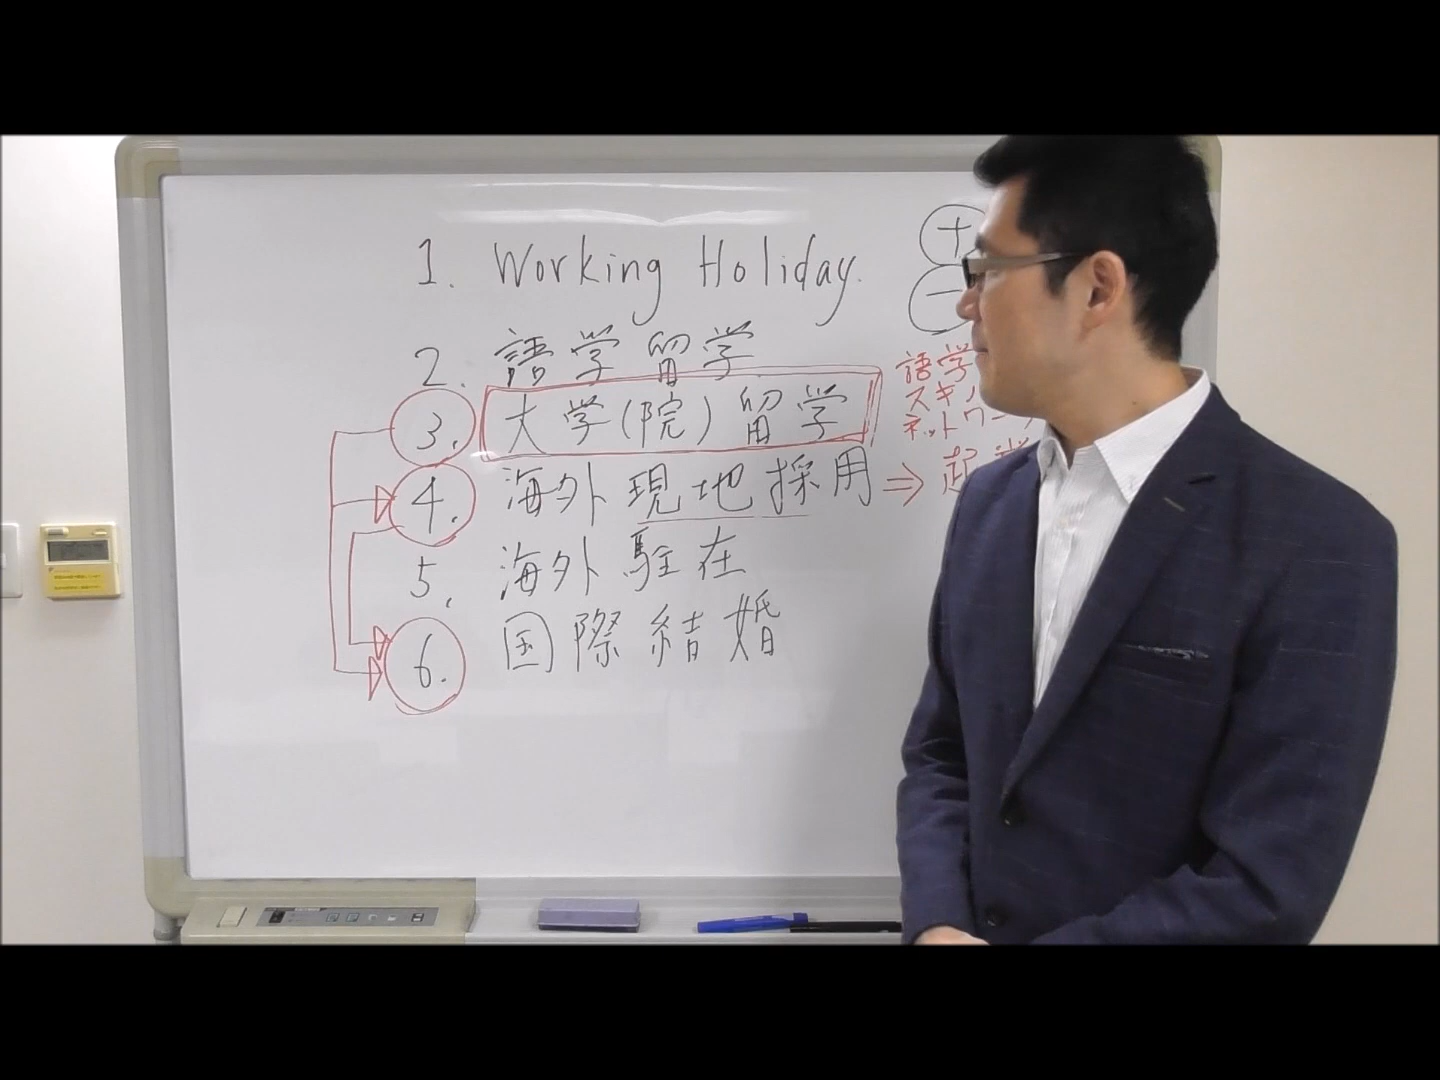 1. Working Holiday.
2. 語学留学
3. 大学(院)留学
4. 海外現地採用 ⇒ 起
5. 海外駐在
6. 国際結婚
+
−
語学
スキル
ネットワーク